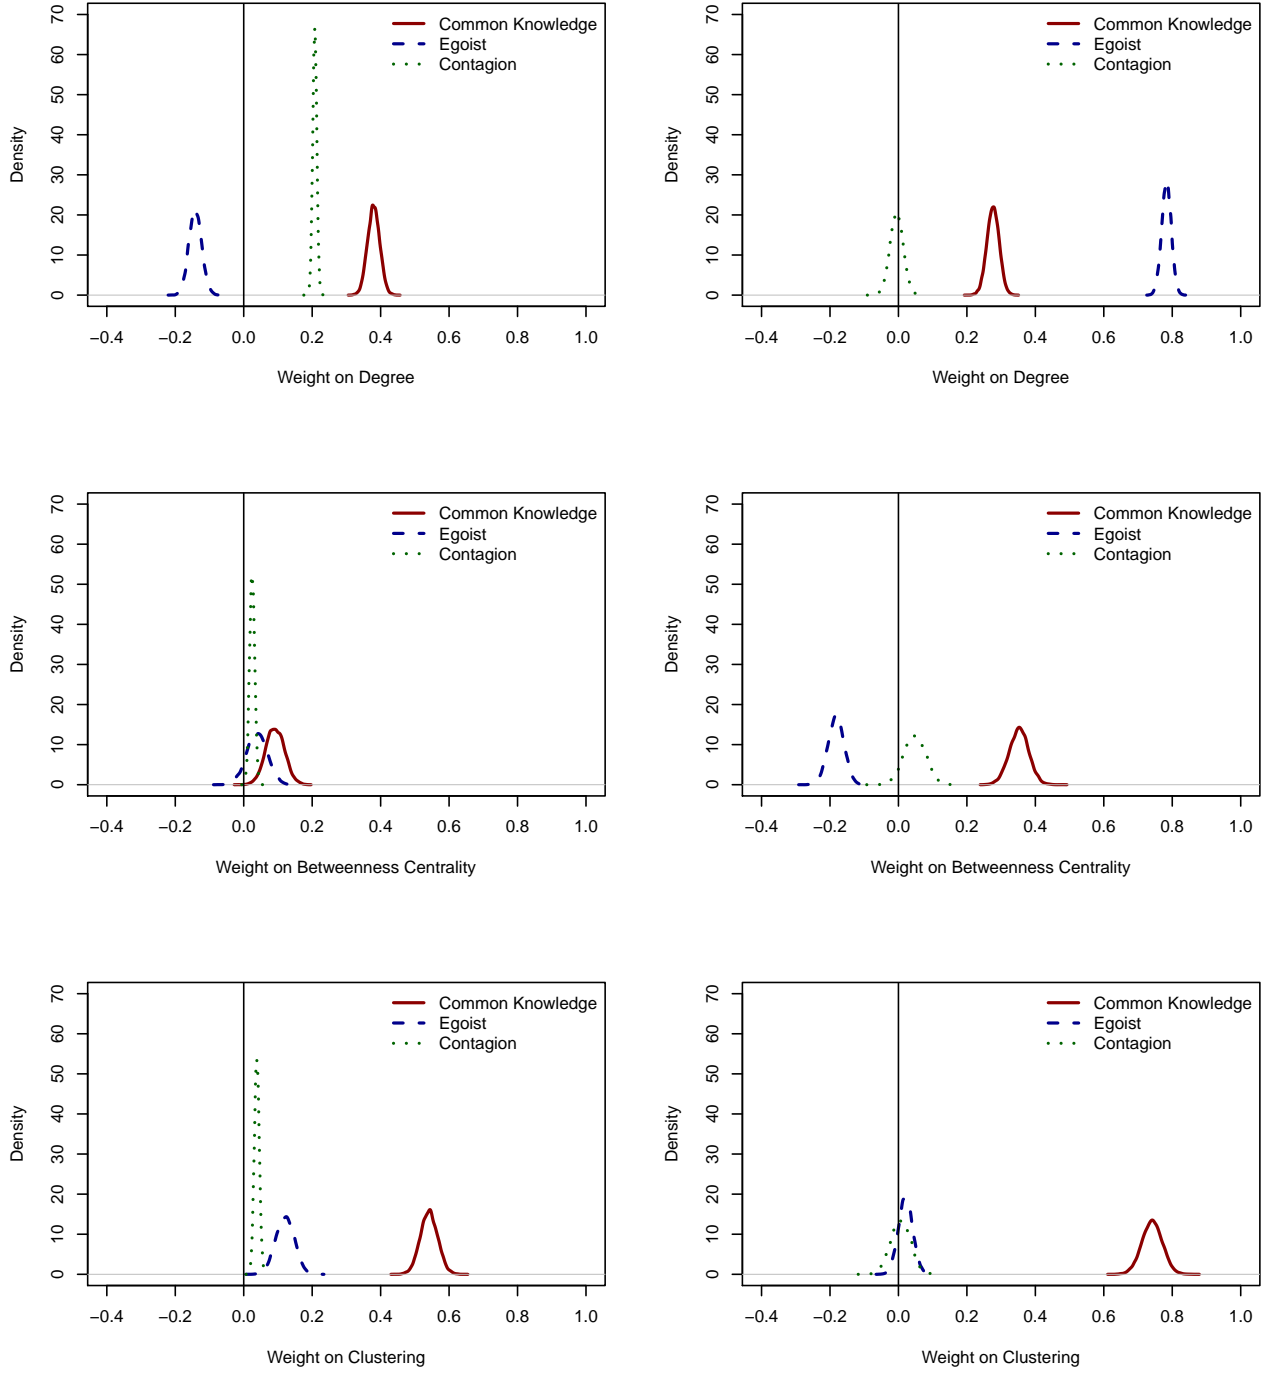 Common Knowledge
Egoist
Contagion
Density
0 10 20 30 40 50 60 70
−0.4 −0.2 0.0 0.2 0.4 0.6 0.8 1.0
Weight on Degree
Common Knowledge
Egoist
Contagion
Density
0 10 20 30 40 50 60 70
−0.4 −0.2 0.0 0.2 0.4 0.6 0.8 1.0
Weight on Degree
Common Knowledge
Egoist
Contagion
Density
0 10 20 30 40 50 60 70
−0.4 −0.2 0.0 0.2 0.4 0.6 0.8 1.0
Weight on Betweenness Centrality
Common Knowledge
Egoist
Contagion
Density
0 10 20 30 40 50 60 70
−0.4 −0.2 0.0 0.2 0.4 0.6 0.8 1.0
Weight on Betweenness Centrality
Common Knowledge
Egoist
Contagion
Density
0 10 20 30 40 50 60 70
−0.4 −0.2 0.0 0.2 0.4 0.6 0.8 1.0
Weight on Clustering
Common Knowledge
Egoist
Contagion
Density
0 10 20 30 40 50 60 70
−0.4 −0.2 0.0 0.2 0.4 0.6 0.8 1.0
Weight on Clustering